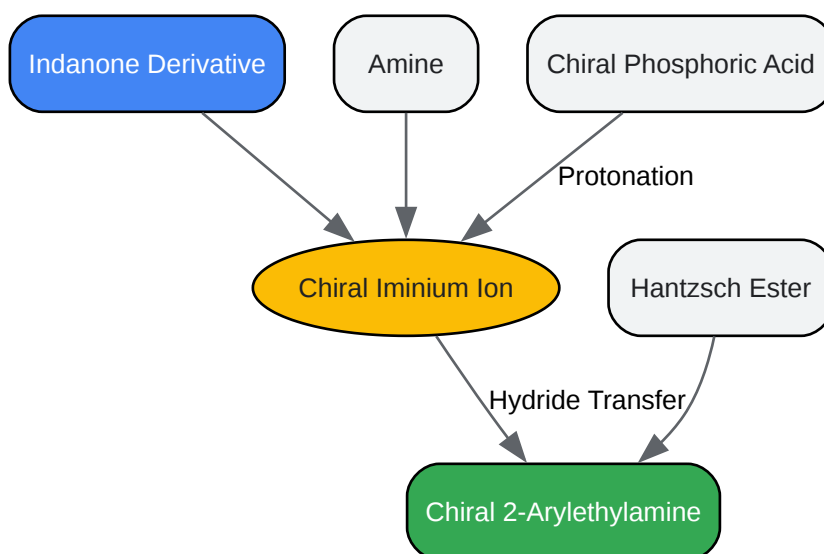 Indanone Derivative
Amine
Chiral Phosphoric Acid
Protonation
Chiral Iminium Ion
Hantzsch Ester
Hydride Transfer
Chiral 2-Arylethylamine